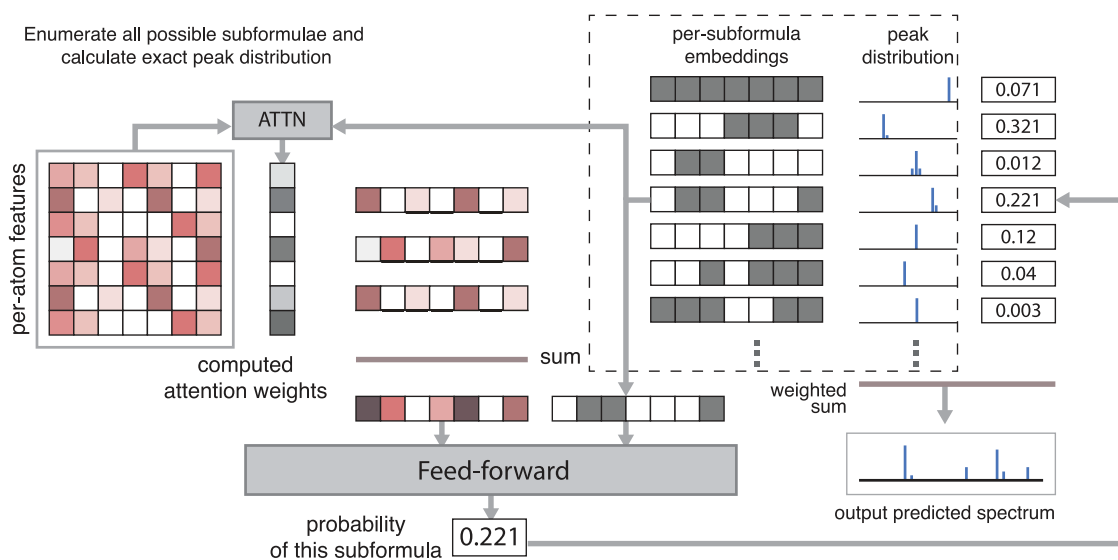 Enumerate all possible subformulae and
calculate exact peak distribution
per-subformula
embeddings
peak
distribution
ATTN
per-atom features
computed
attention weights
sum
0.071
0.321
0.012
0.221
0.12
0.04
0.003
weighted
sum
Feed-forward
output predicted spectrum
probability
of this subformula
0.221